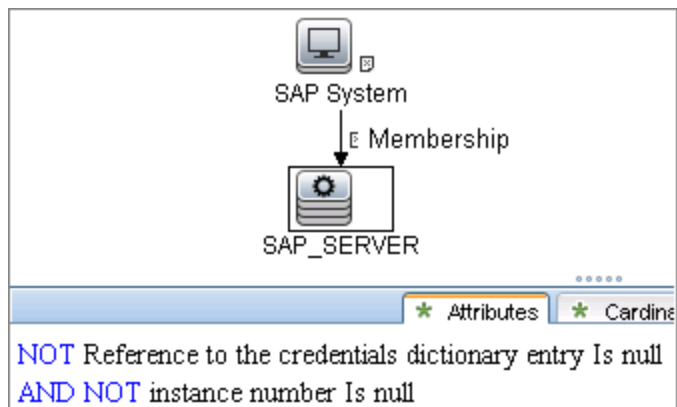 SAP System
Membership
SAP_SERVER
Attributes
Cardina
NOT Reference to the credentials dictionary entry Is null
AND NOT instance number Is null